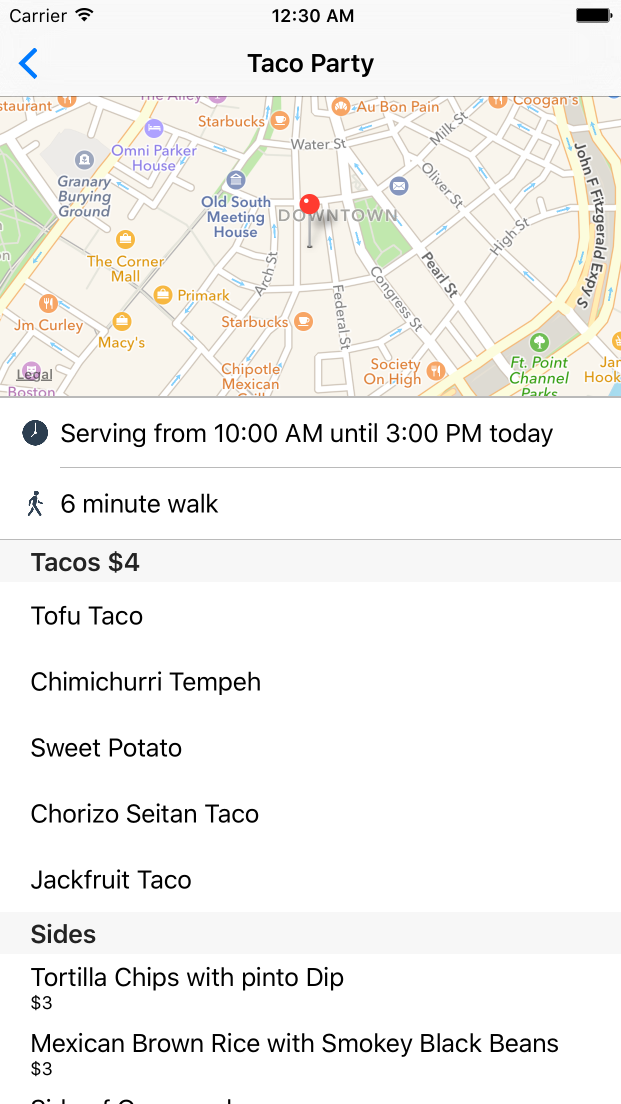 Carrier
12:30 AM
Taco Party
The Alley
Coogan's
Au Bon Pain
Starbucks
Milk St
Water St
Omni Parker
House
Granary
Burying
Ground
Old South
Meeting
House
DOWNTOWN
Oliver St
John F Fitzgerald Expy S
High St
Pearl St
The Corner
Mall
Arch St
Congress St
Primark
Federal St
Jm Curley
Macy's
Starbucks
Chipotle
Mexican
Society
On High
Ft. Point
Channel
Parks
Legal
Boston
Serving from 10:00 AM until 3:00 PM today
6 minute walk
Tacos $4
Tofu Taco
Chimichurri Tempeh
Sweet Potato
Chorizo Seitan Taco
Jackfruit Taco
Sides
Tortilla Chips with pinto Dip
$3
Mexican Brown Rice with Smokey Black Beans
$3